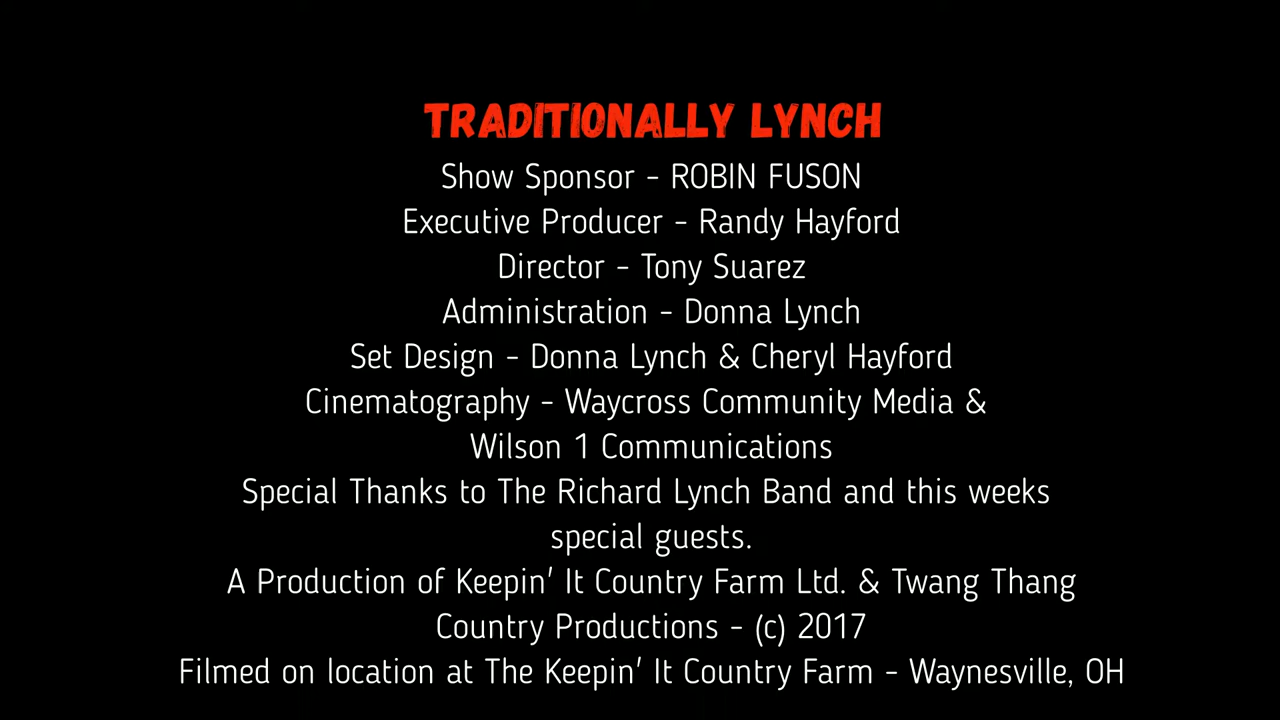 TRADITIONALLY LYNCH
Show Sponsor - ROBIN FUSON
Executive Producer - Randy Hayford
Director - Tony Suarez
Administration - Donna Lynch
Set Design - Donna Lynch & Cheryl Hayford
Cinematography - Waycross Community Media &
Wilson 1 Communications
Special Thanks to The Richard Lynch Band and this weeks
special guests.
A Production of Keepin' It Country Farm Ltd. & Twang Thang
Country Productions - (c) 2017
Filmed on location at The Keepin' It Country Farm - Waynesville, OH